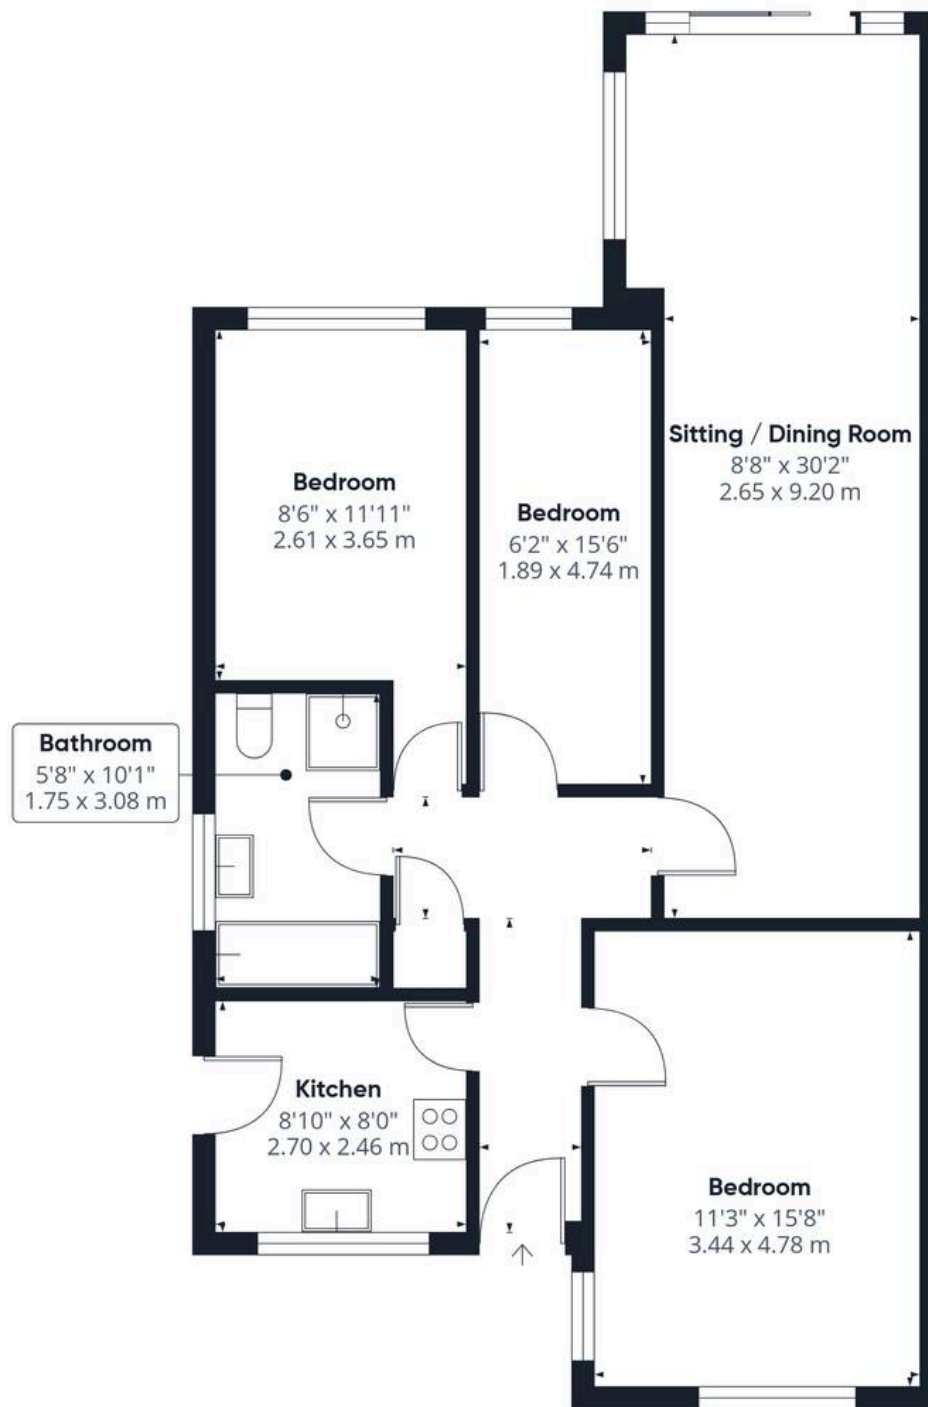 Sitting / Dining Room
8'8" x 30'2"
2.65 x 9.20 m
Bedroom
8'6" x 11'11"
2.61 x 3.65 m
Bedroom
6'2" x 15'6"
1.89 x 4.74 m
Bathroom
5'8" x 10'1"
1.75 x 3.08 m
Kitchen
8'10" x 8'0"
2.70 x 2.46 m
Bedroom
11'3" x 15'8"
3.44 x 4.78 m